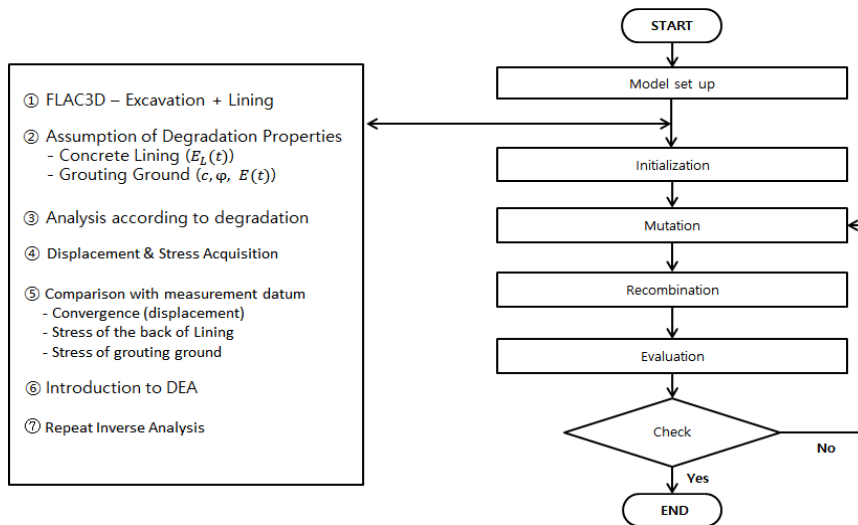 ① FLAC3D – Excavation + Lining
② Assumption of Degradation Properties
- Concrete Lining (E_L(t))
- Grouting Ground (c, φ, E(t))
③ Analysis according to degradation
④ Displacement & Stress Acquisition
⑤ Comparison with measurement datum
- Convergence (displacement)
- Stress of the back of Lining
- Stress of grouting ground
⑥ Introduction to DEA
⑦ Repeat Inverse Analysis
START
Model set up
Initialization
Mutation
Recombination
Evaluation
Check
No
Yes
END